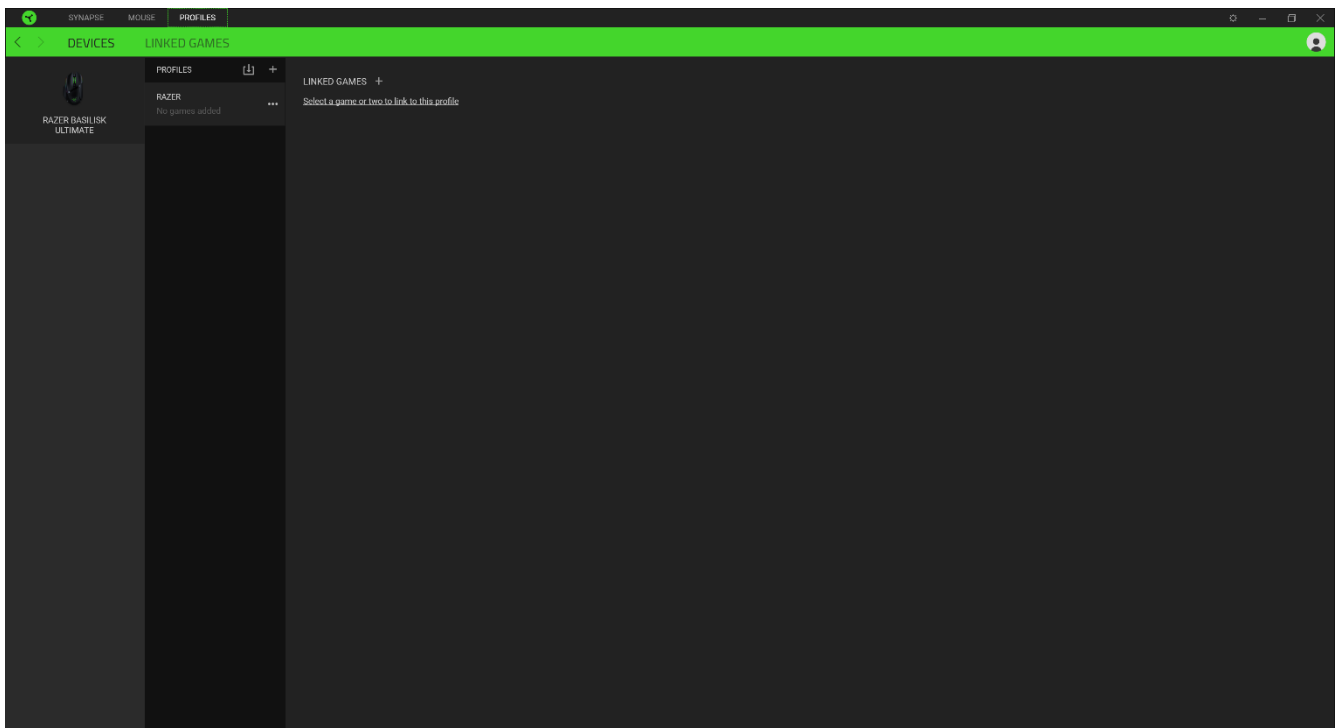 SYNAPSE MOUSE PROFILES
DEVICES LINKED GAMES
RAZER BASILISK
ULTIMATE
PROFILES
RAZER
No games added
LINKED GAMES
Select a game or two to link to this profile